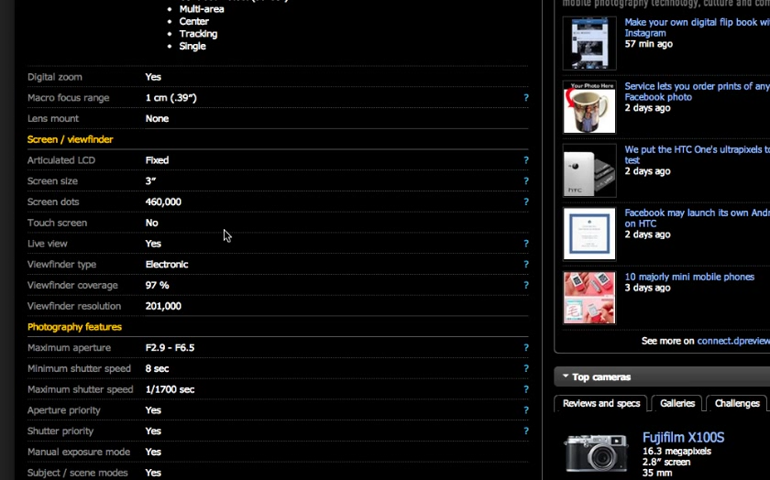 Multi-area
Center
Tracking
Single
Digital zoom Yes
Macro focus range 1 cm (.39″) ?
Lens mount None
Screen / viewfinder
Articulated LCD Fixed ?
Screen size 3″ ?
Screen dots 460,000 ?
Touch screen No
Live view Yes ?
Viewfinder type Electronic ?
Viewfinder coverage 97 % ?
Viewfinder resolution 201,000
Photography features
Maximum aperture F2.9 - F6.5 ?
Minimum shutter speed 8 sec ?
Maximum shutter speed 1/1700 sec ?
Aperture priority Yes ?
Shutter priority Yes ?
Manual exposure mode Yes
Subject / scene modes Yes
mobile photography technology, culture and
Make your own digital flip book wi
Instagram
57 min ago
Your Photo Here
Service lets you order prints of any
Facebook photo
2 days ago
We put the HTC One's ultrapixels to
test
2 days ago
Facebook may launch its own Andr
on HTC
2 days ago
10 majorly mini mobile phones
3 days ago
See more on connect.dpreview
Top cameras
Reviews and specs Galleries Challenges
Fujifilm X100S
16.3 megapixels
2.8″ screen
35 mm